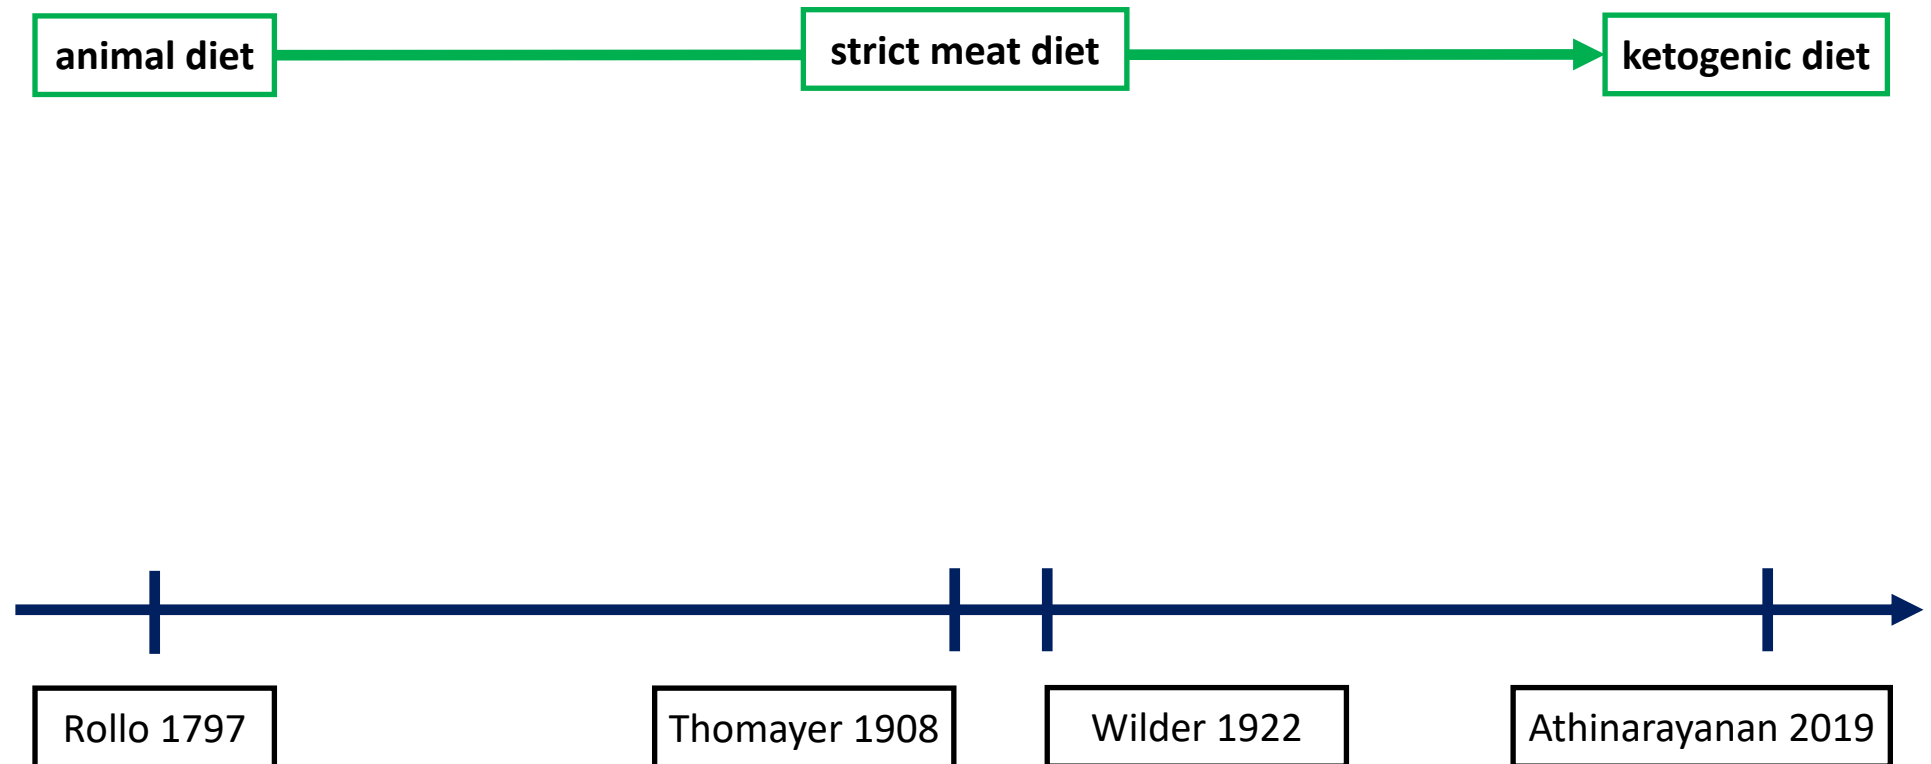 animal diet
strict meat diet
ketogenic diet
Rollo 1797
Thomayer 1908
Wilder 1922
Athinarayanan 2019